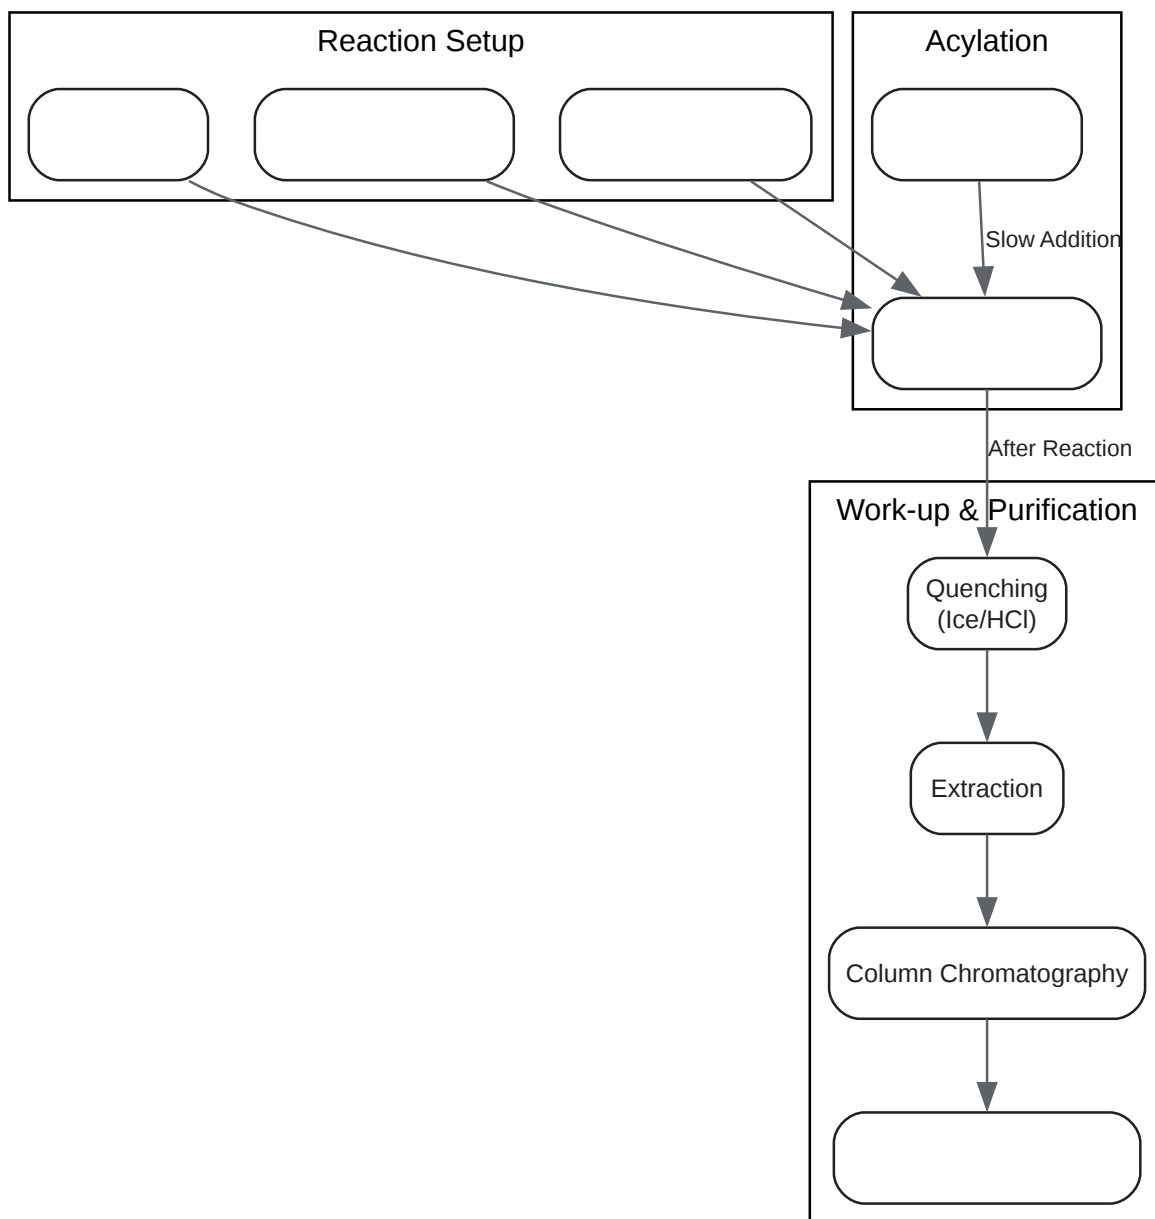 Reaction Setup
Acylation
Slow Addition
After Reaction
Work-up & Purification
Quenching
(Ice/HCl)
Extraction
Column Chromatography